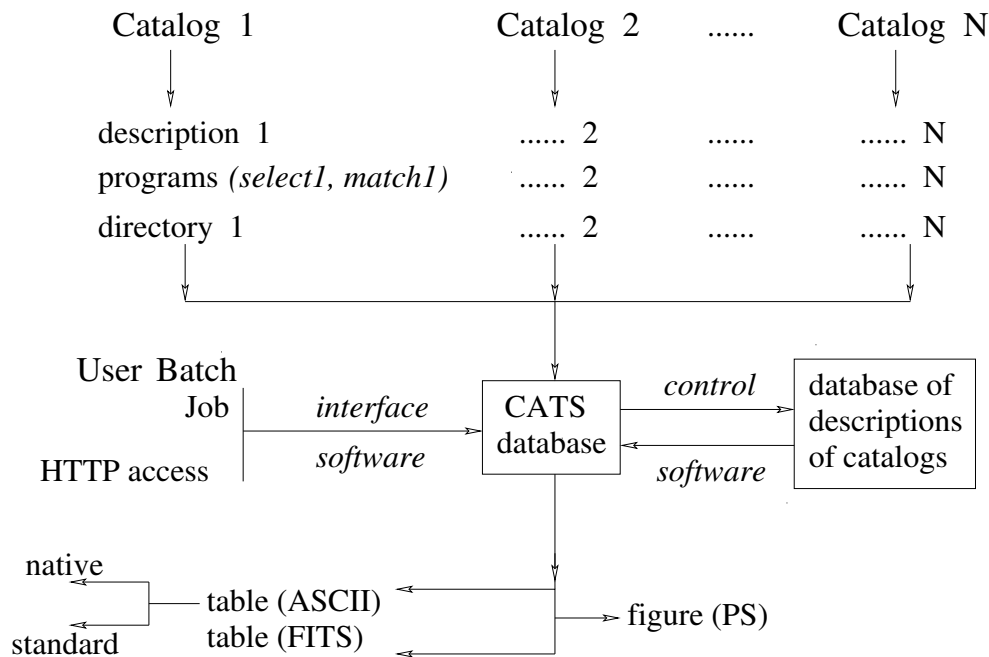 Catalog 1 Catalog 2 ...... Catalog N
description 1 ...... 2 ...... ...... N
programs (select1, match1) ...... 2 ...... ...... N
directory 1 ...... 2 ...... ...... N
User Batch
Job
HTTP access
interface
software
CATS
database
control
software
database of
descriptions
of catalogs
native
standard
table (ASCII)
table (FITS)
figure (PS)